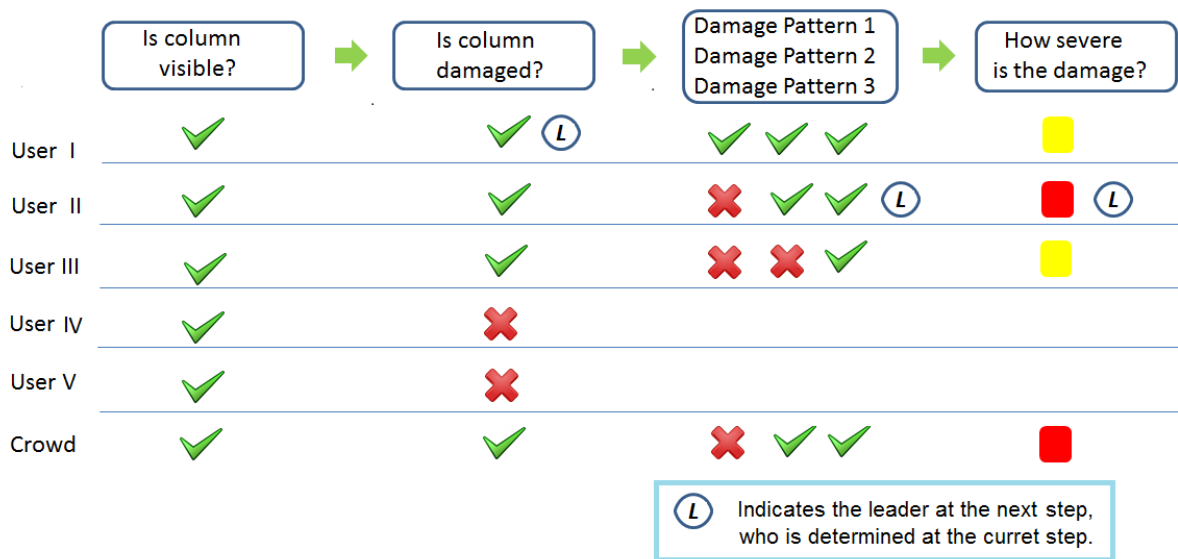 Is column
visible?
Is column
damaged?
Damage Pattern 1
Damage Pattern 2
Damage Pattern 3
How severe
is the damage?
User I
L
User II
L
L
User III
User IV
User V
Crowd
L
Indicates the leader at the next step,
who is determined at the curret step.